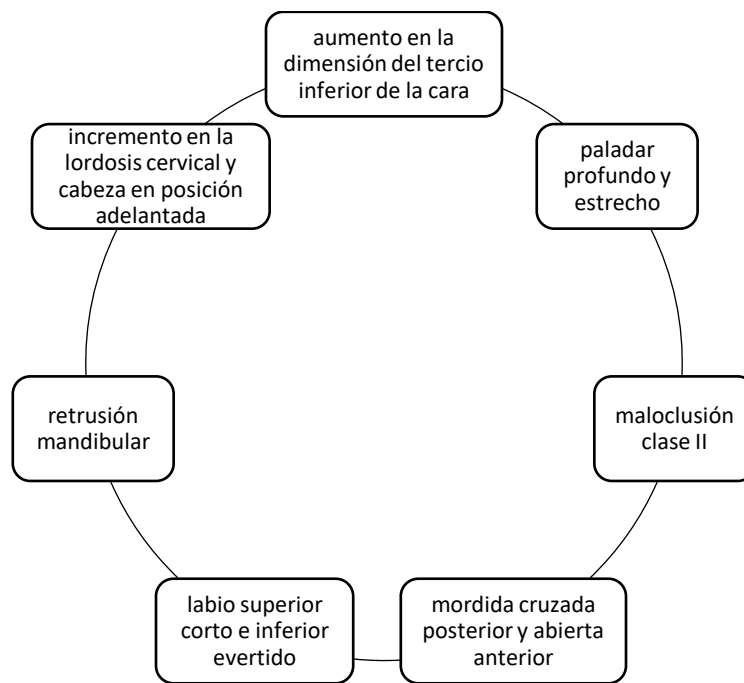 aumento en la
dimensión del tercio
inferior de la cara
paladar
profundo y
estrecho
maloclusión
clase II
mordida cruzada
posterior y abierta
anterior
labio superior
corto e inferior
evertido
retrusión
mandibular
incremento en la
lordosis cervical y
cabeza en posición
adelantada